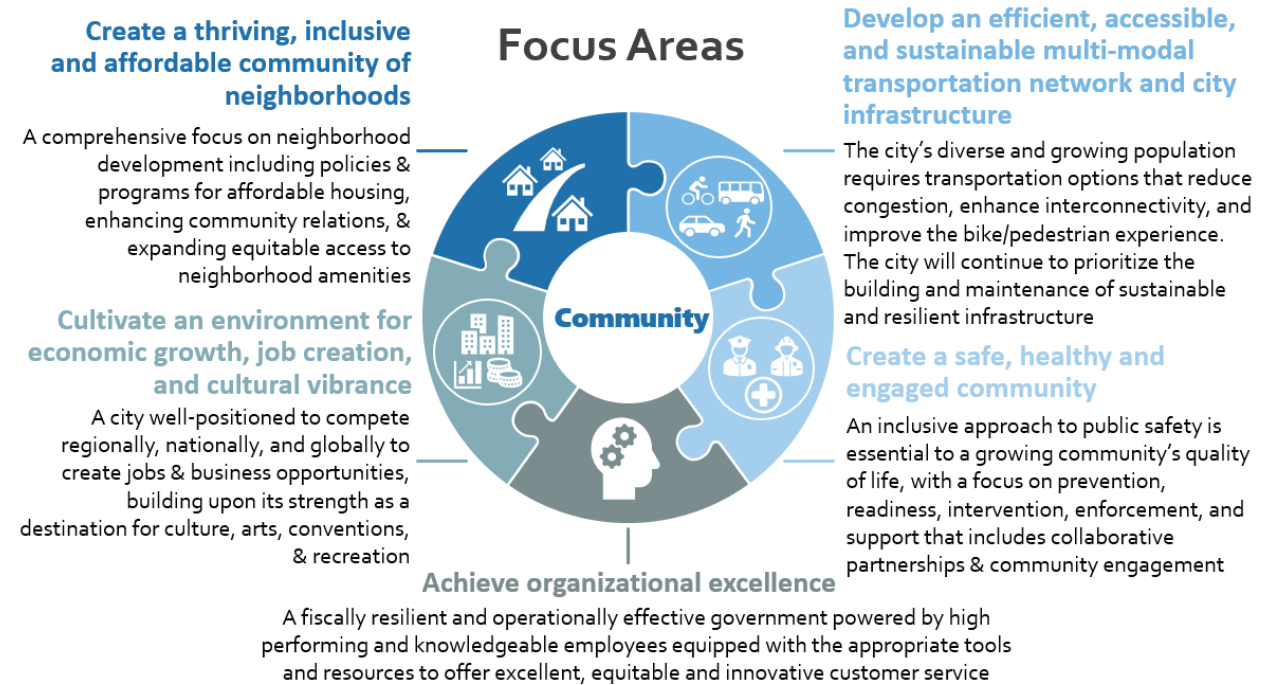 Focus Areas
Create a thriving, inclusive
and affordable community of
neighborhoods
A comprehensive focus on neighborhood
development including policies &
programs for affordable housing,
enhancing community relations, &
expanding equitable access to
neighborhood amenities
Develop an efficient, accessible,
and sustainable multi-modal
transportation network and city
infrastructure
The city’s diverse and growing population
requires transportation options that reduce
congestion, enhance interconnectivity, and
improve the bike/pedestrian experience.
The city will continue to prioritize the
building and maintenance of sustainable
and resilient infrastructure
Community
Cultivate an environment for
economic growth, job creation,
and cultural vibrance
A city well-positioned to compete
regionally, nationally, and globally to
create jobs & business opportunities,
building upon its strength as a
destination for culture, arts, conventions,
& recreation
Create a safe, healthy and
engaged community
An inclusive approach to public safety is
essential to a growing community’s quality
of life, with a focus on prevention,
readiness, intervention, enforcement, and
support that includes collaborative
partnerships & community engagement
Achieve organizational excellence
A fiscally resilient and operationally effective government powered by high
performing and knowledgeable employees equipped with the appropriate tools
and resources to offer excellent, equitable and innovative customer service